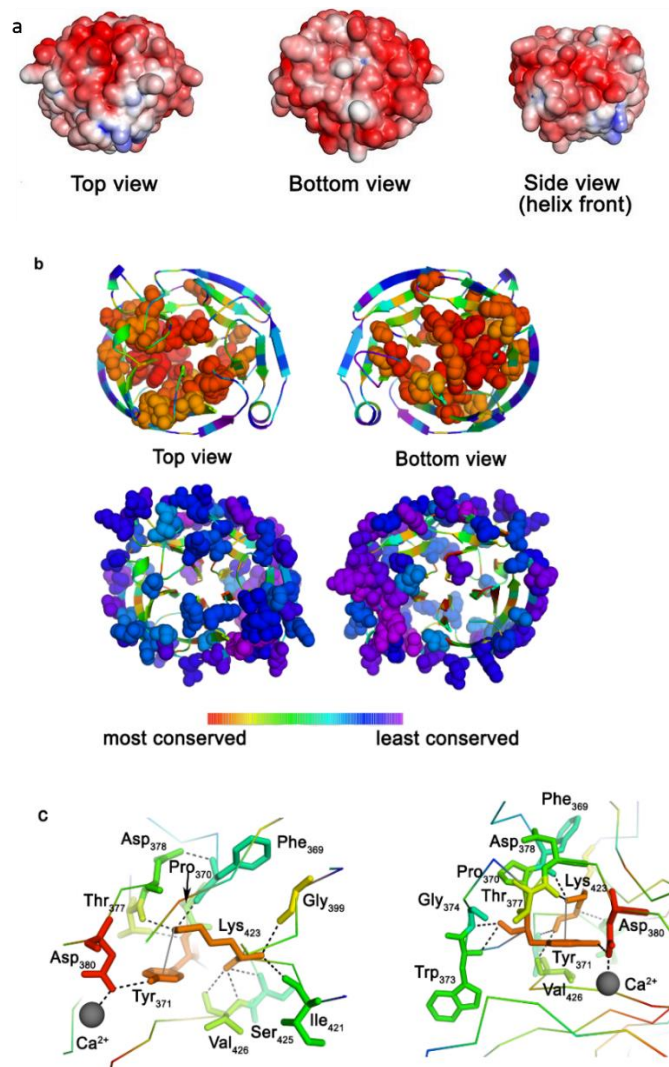 a
Top view
Bottom view
Side view
(helix front)
b
Top view
Bottom view
most conserved
least conserved
c
Asp378
Pro370
Phe369
Thr377
Lys423
Gly399
Asp380
Tyr371
Ca2+
Val426
Ser425
Ile421
Phe369
Asp378
Pro370
Lys423
Gly374
Thr377
Asp380
Tyr371
Trp373
Val426
Ca2+